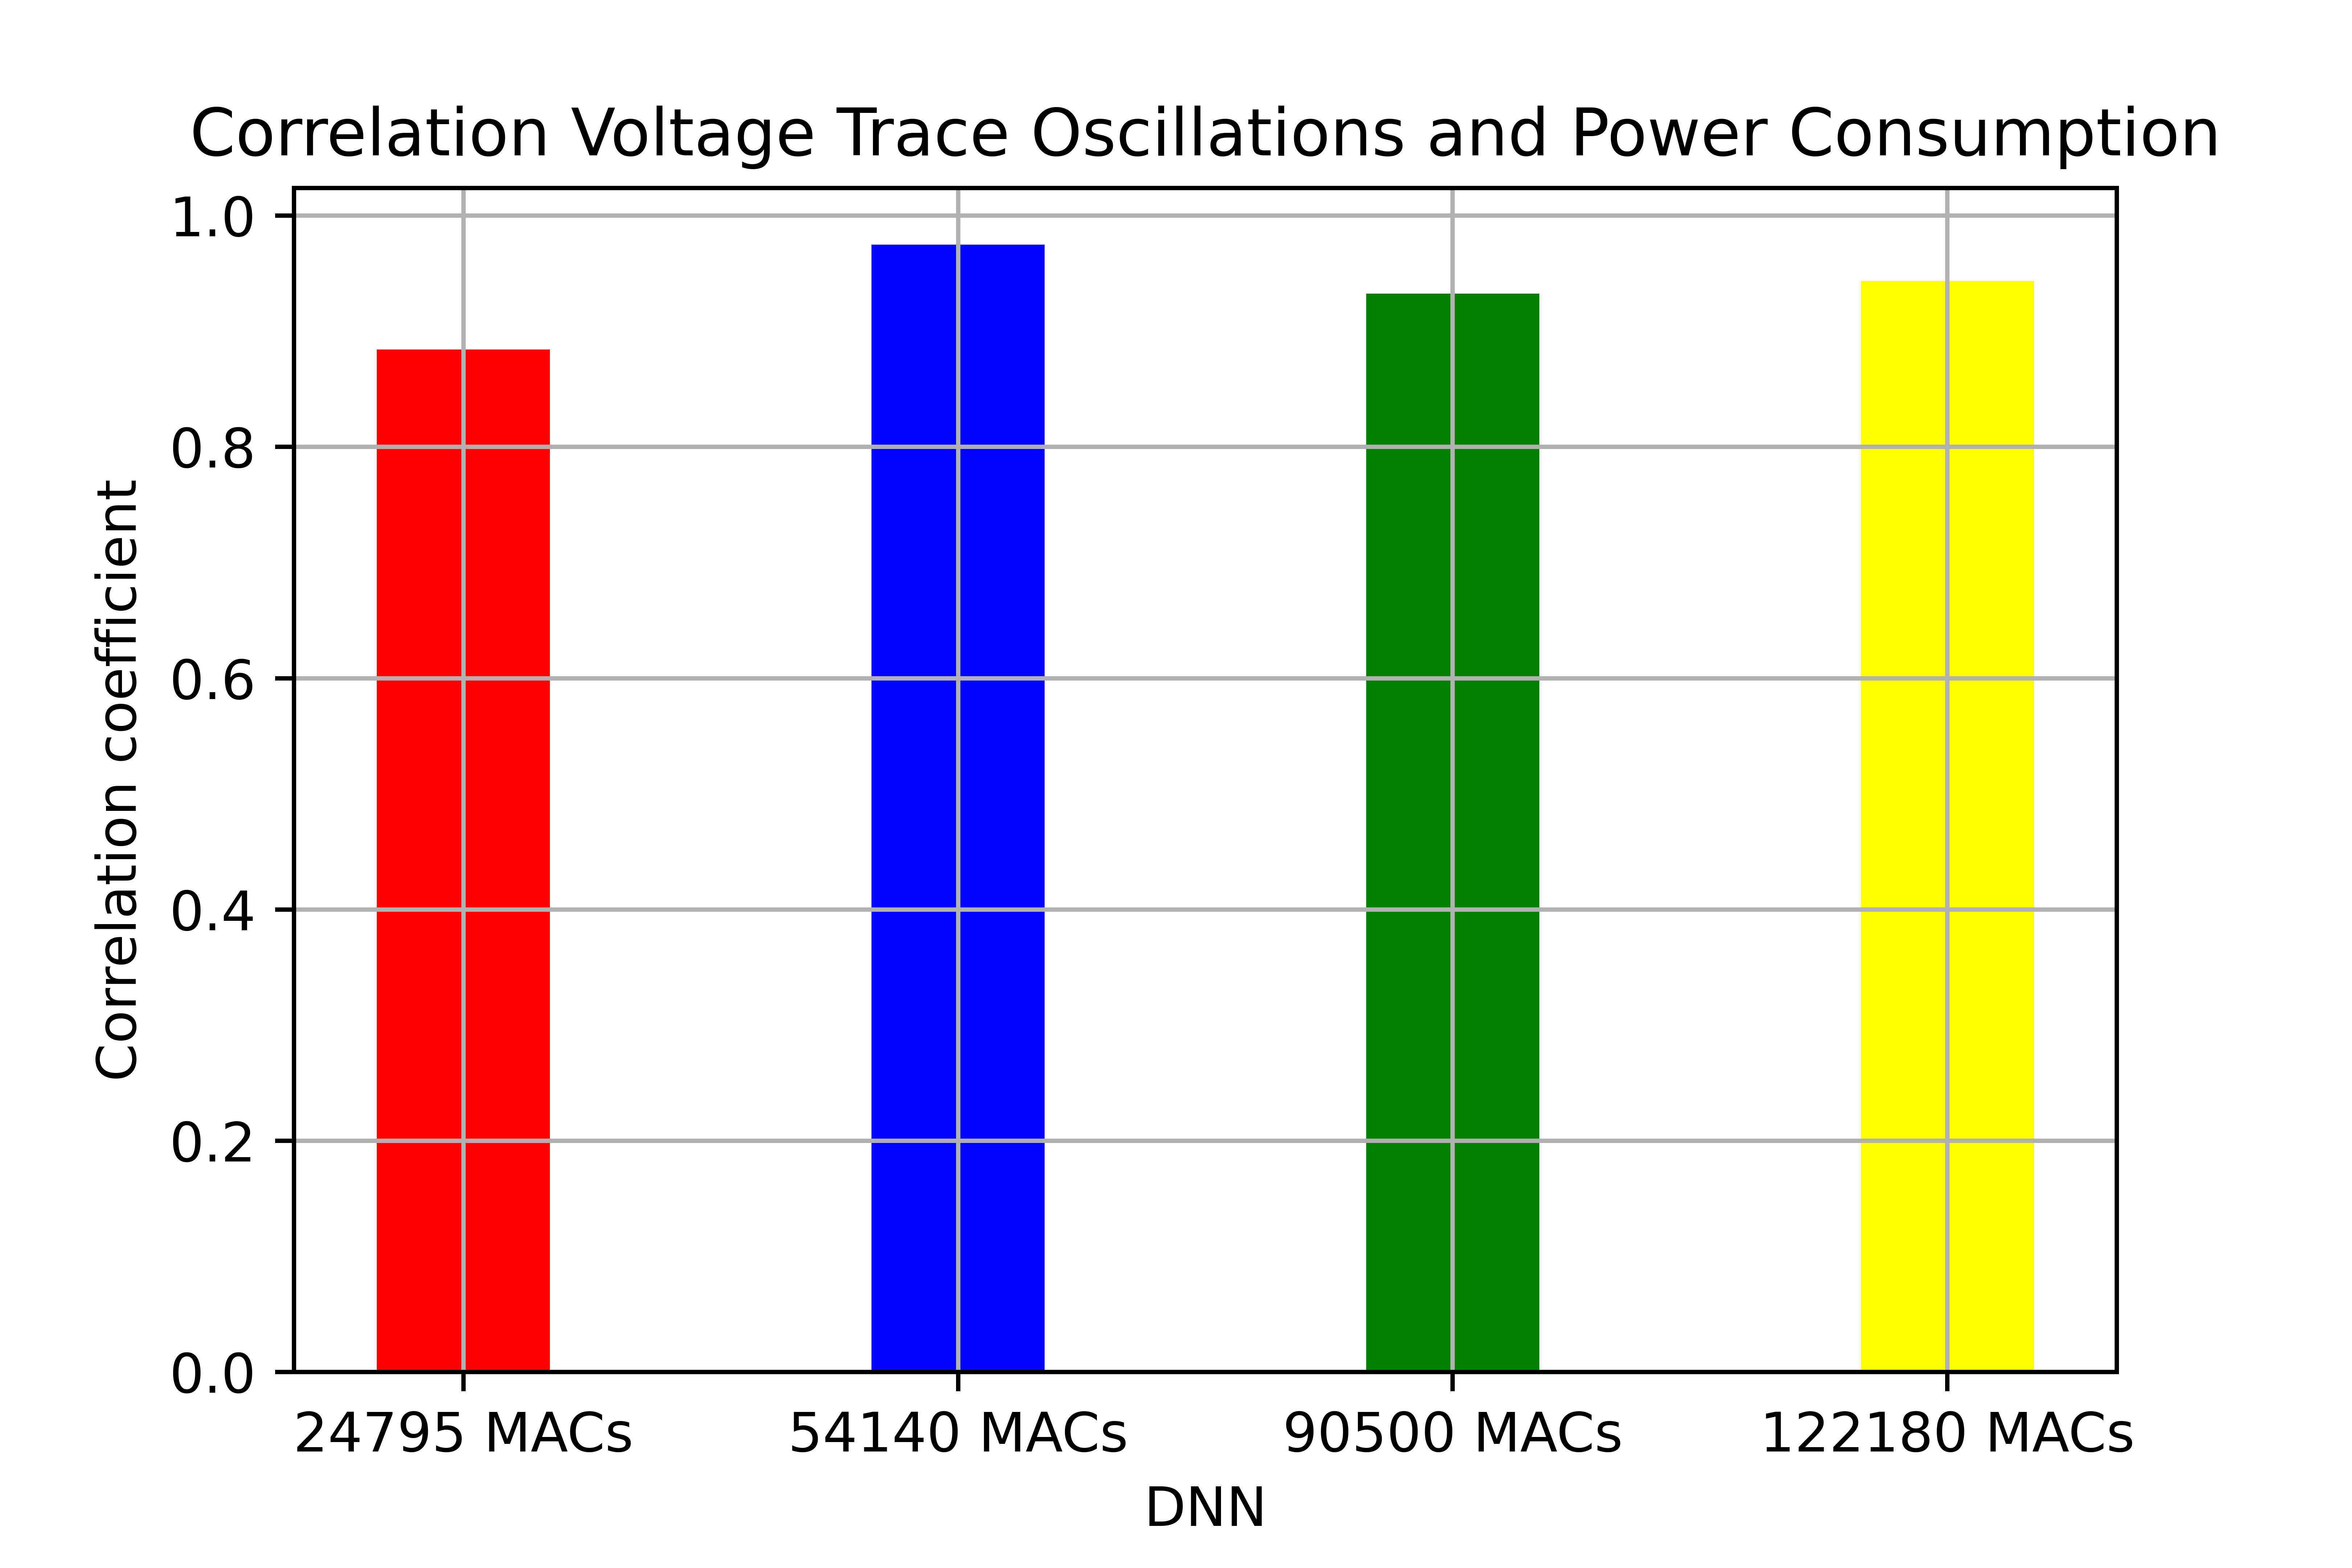 Correlation Voltage Trace Oscillations and Power Consumption
1.0
0.8
0.6
0.4
0.2
0.0
Correlation coefficient
24795 MACs
54140 MACs
90500 MACs
122180 MACs
DNN